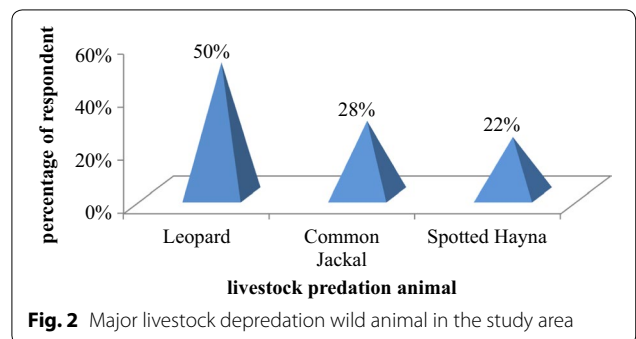 percentage of respondent
60%
40%
20%
0%
50%
28%
22%
Leopard
Common
Jackal
Spotted Hayna
livestock predation animal
Fig. 2 Major livestock depredation wild animal in the study area